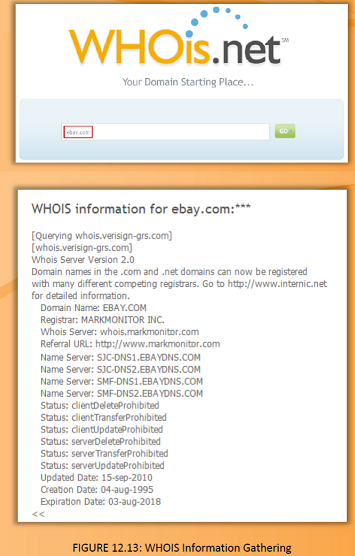 WHOis.net SM
Your Domain Starting Place...
ebay.com
GO
WHOIS information for ebay.com:***
[Querying whois.verisign-grs.com]
[whois.verisign-grs.com]
Whois Server Version 2.0
Domain names in the .com and .net domains can now be registered
with many different competing registrars. Go to http://www.internic.net
for detailed information.
Domain Name: EBAY.COM
Registrar: MARKMONITOR INC.
Whois Server: whois.markmonitor.com
Referral URL: http://www.markmonitor.com
Name Server: SJC-DNS1.EBAYDNS.COM
Name Server: SJC-DNS2.EBAYDNS.COM
Name Server: SMF-DNS1.EBAYDNS.COM
Name Server: SMF-DNS2.EBAYDNS.COM
Status: clientDeleteProhibited
Status: clientTransferProhibited
Status: clientUpdateProhibited
Status: serverDeleteProhibited
Status: serverTransferProhibited
Status: serverUpdateProhibited
Updated Date: 15-sep-2010
Creation Date: 04-aug-1995
Expiration Date: 03-aug-2018
<<
FIGURE 12.13: WHOIS Information Gathering